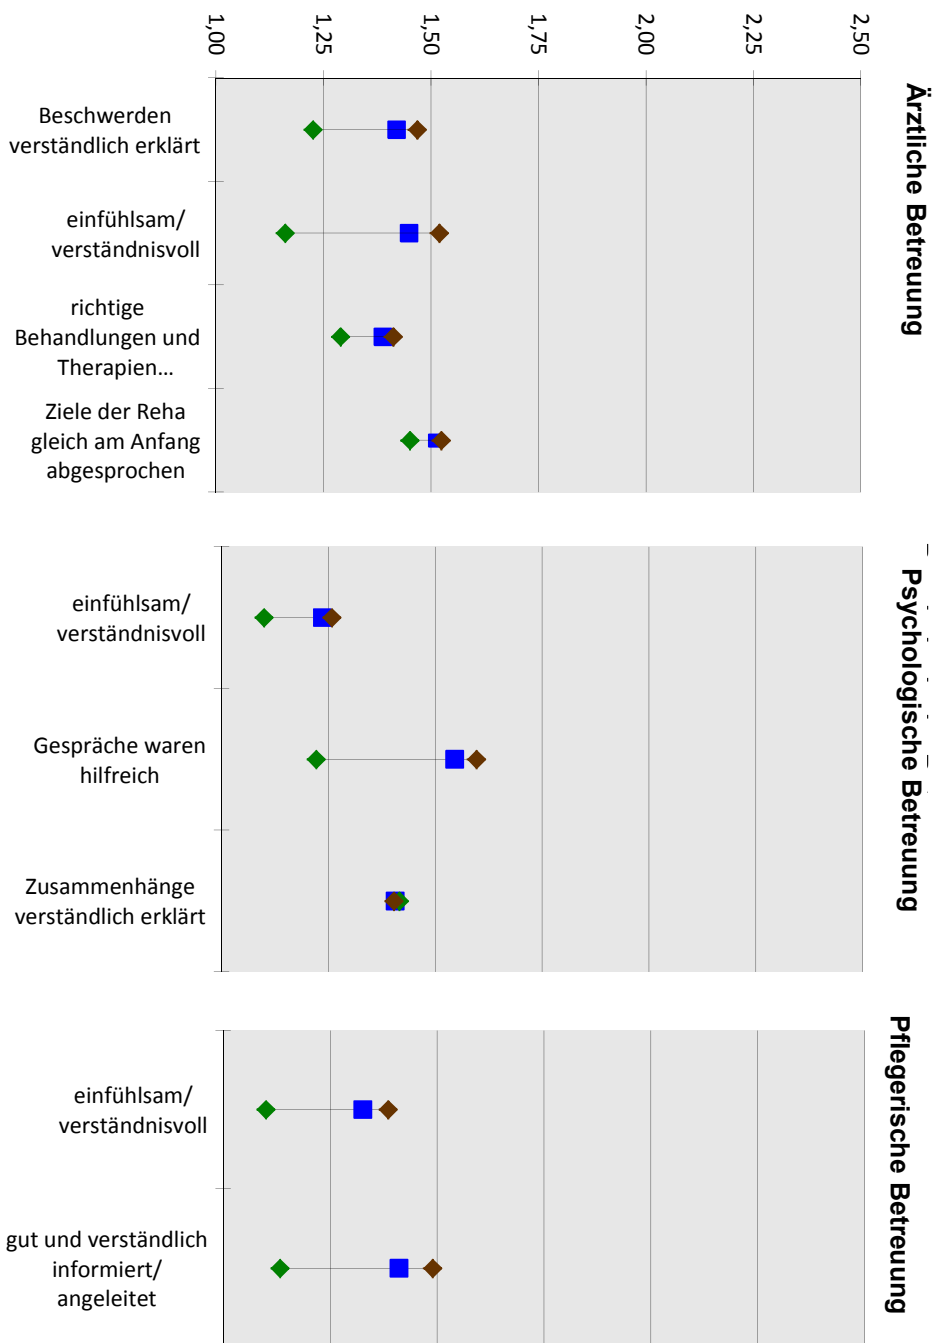 1,00
1,25
1,50
1,75
2,00
2,25
2,50
Ärztliche Betreuung
Beschwerden
verständlich erklärt
einfühlsam/
verständnisvoll
richtige
Behandlungen und
Therapien...
Ziele der Reha
gleich am Anfang
abgesprochen
Psychologische Betreuung
einfühlsam/
verständnisvoll
Gespräche waren
hilfreich
Zusammenhänge
verständlich erklärt
Pflegerische Betreuung
einfühlsam/
verständnisvoll
gut und verständlich
informiert/
angeleitet